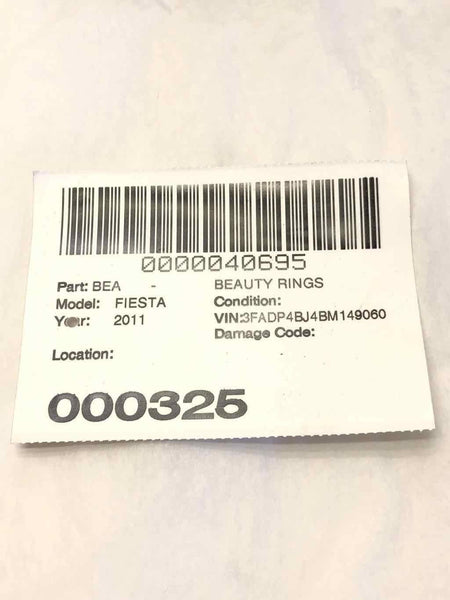 0000040695
Part: BEA - BEAUTY RINGS
Model: FIESTA Condition:
Year: 2011 VIN:3FADP4BJ4BM149060
Damage Code:
Location:
000325